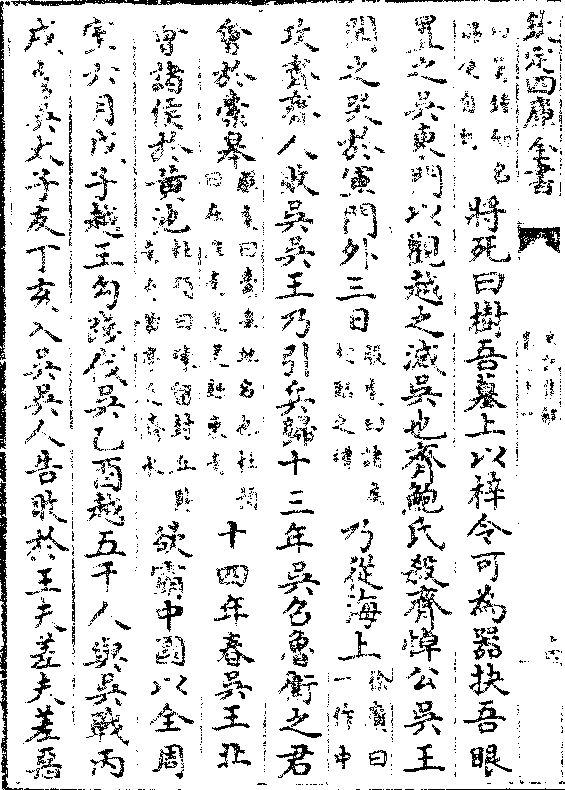 欽定四庫全書
曰屬鏤劍名賜使自刎將死曰樹吾墓上以梓令可為器抉吾眼
置之吳東門以觀越之滅吳也齊鮑氏殺齊悼公吳王
聞之哭於軍門外三日服虔曰諸侯相臨之禮乃從海上徐廣曰一作中
攻齊齊人敗吳吳王乃引兵歸十三年吳召魯衛之君
會於橐皋服虔曰橐皋地名也杜預曰在淮南逡遒縣東南十四年春吳王北
會諸侯於黃池杜預曰陳留封丘縣南有黃亭近濟水欲霸中國以全周
室六月戊子越王勾踐伐吳乙酉越五千人與吳戰丙
戌虜吳太子友丁亥入吳吳人告敗於王夫差夫差惡